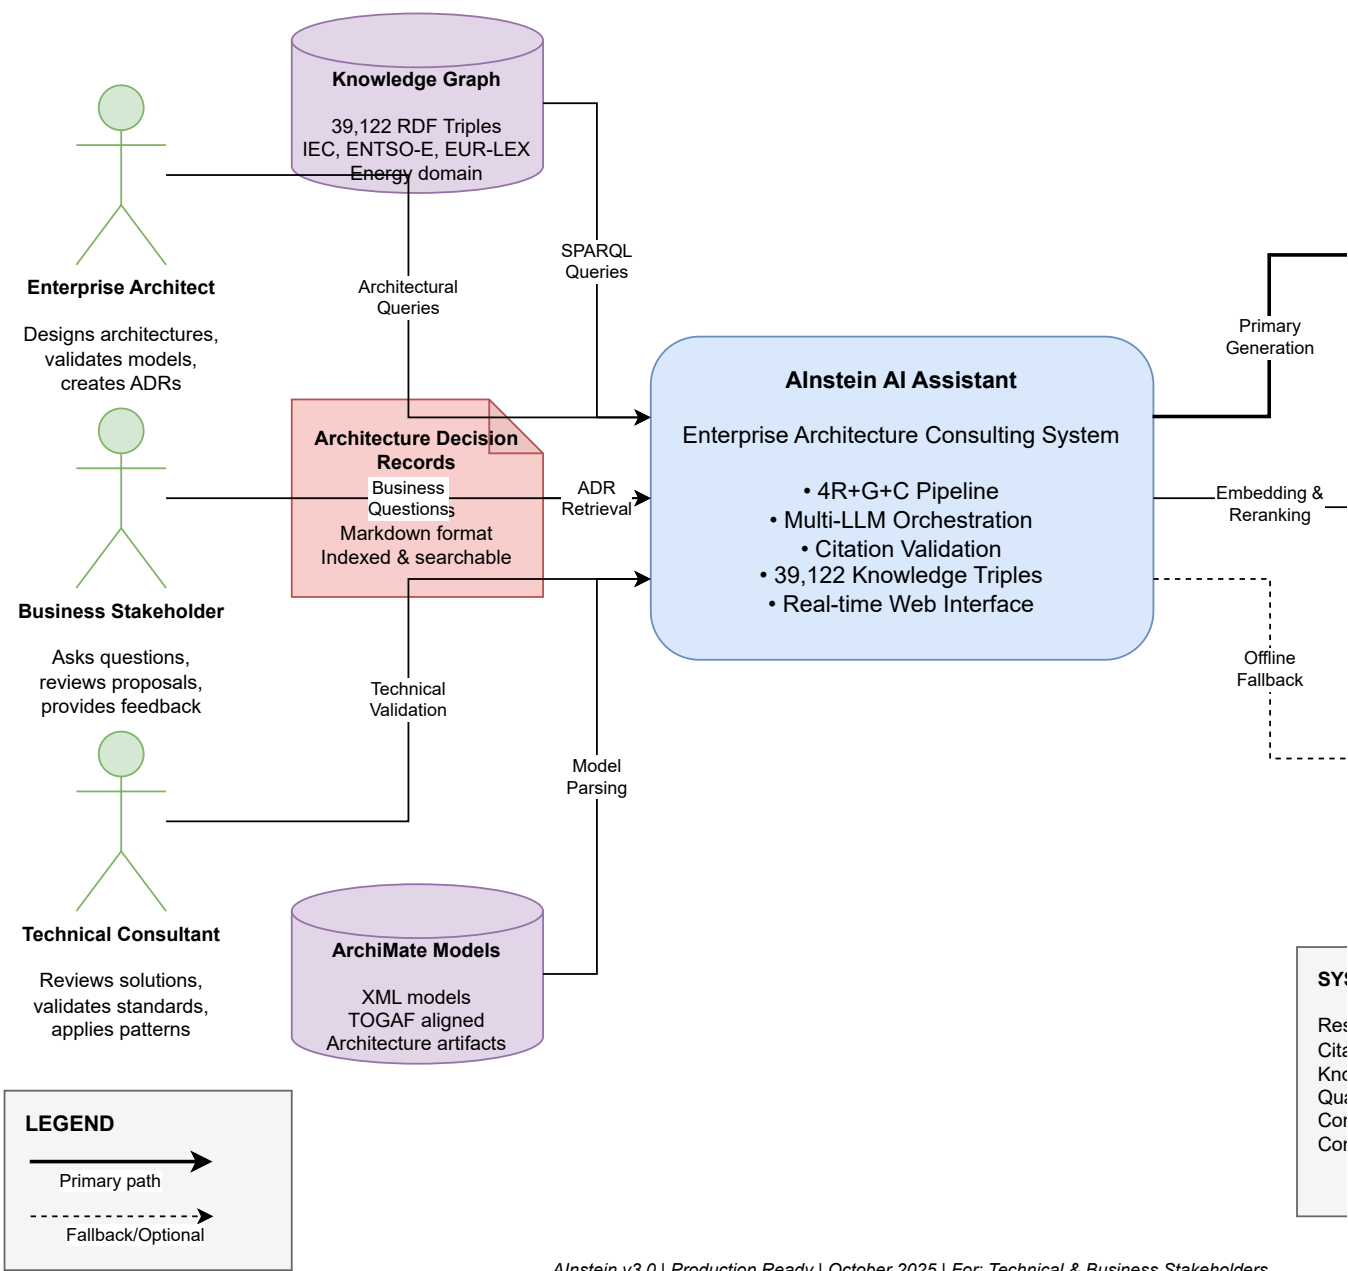 Knowledge Graph
39,122 RDF Triples
IEC, ENTSO-E, EUR-LEX
Energy domain
Enterprise Architect
Designs architectures,
validates models,
creates ADRs
Architectural
Queries
SPARQL
Queries
Primary
Generation
AInstein AI Assistant
Enterprise Architecture Consulting System
• 4R+G+C Pipeline
• Multi-LLM Orchestration
• Citation Validation
• 39,122 Knowledge Triples
• Real-time Web Interface
Architecture Decision
Records
Business
Questions
Markdown format
Indexed & searchable
ADR
Retrieval
Embedding &
Reranking
Business Stakeholder
Asks questions,
reviews proposals,
provides feedback
Technical
Validation
Offline
Fallback
Model
Parsing
Technical Consultant
Reviews solutions,
validates standards,
applies patterns
ArchiMate Models
XML models
TOGAF aligned
Architecture artifacts
LEGEND
Primary path
Fallback/Optional
AInstein v3.0 | Production Ready | October 2025 | For: Technical & Business Stakeholders